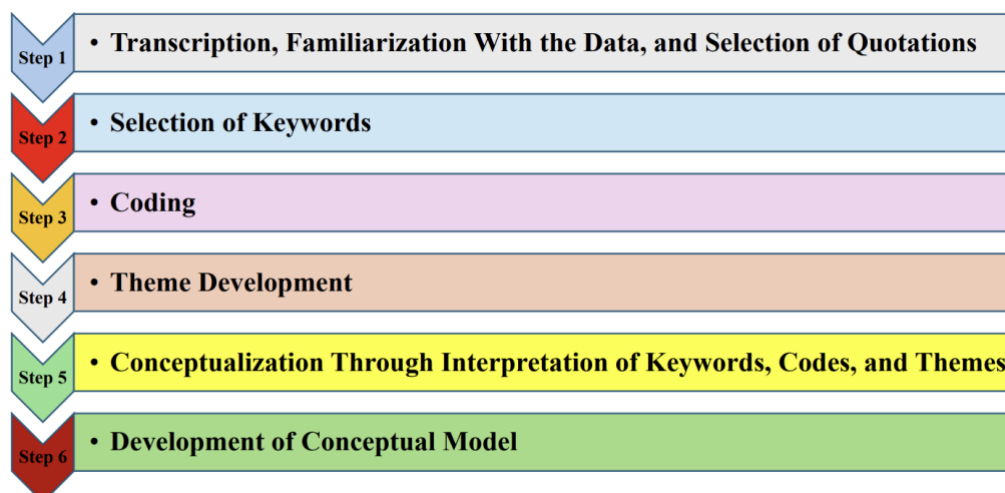 Step 1
• Transcription, Familiarization With the Data, and Selection of Quotations
Step 2
• Selection of Keywords
Step 3
• Coding
Step 4
• Theme Development
Step 5
• Conceptualization Through Interpretation of Keywords, Codes, and Themes
Step 6
• Development of Conceptual Model